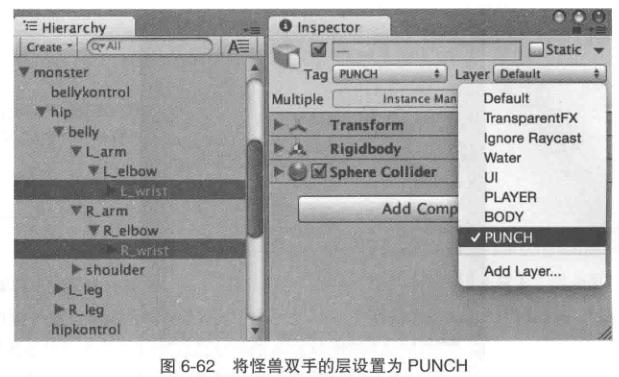 Hierarchy
Create
All
monster
bellykontrol
hip
belly
L_arm
L_elbow
L_wrist
R_arm
R_elbow
R_wrist
shoulder
L_leg
R_leg
hipkontrol
Inspector
—
Static
Tag PUNCH Layer Default
Multiple Instance Man
Transform
Rigidbody
Sphere Collider
Add Comp
Default
TransparentFX
Ignore Raycast
Water
UI
PLAYER
BODY
✓ PUNCH
Add Layer...
图 6-62 将怪兽双手的层设置为 PUNCH